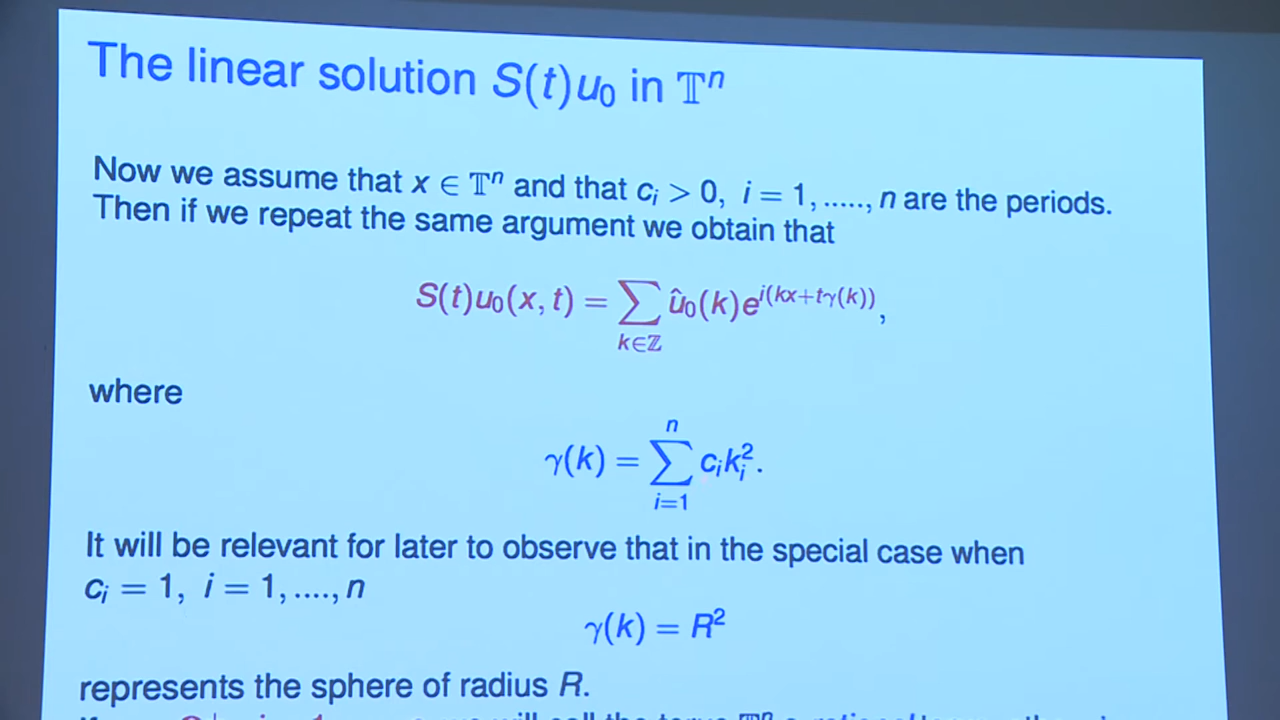 The linear solution S(t)u₀ in 𝕋ⁿ
Now we assume that x ∈ 𝕋ⁿ and that cᵢ > 0, i = 1, ....., n are the periods.
Then if we repeat the same argument we obtain that
S(t)u₀(x, t) = ∑_{k∈ℤ} û₀(k)e^{i(kx+tγ(k))},
where
γ(k) = ∑_{i=1}^{n} cᵢkᵢ².
It will be relevant for later to observe that in the special case when
cᵢ = 1, i = 1, ...., n
γ(k) = R²
represents the sphere of radius R.